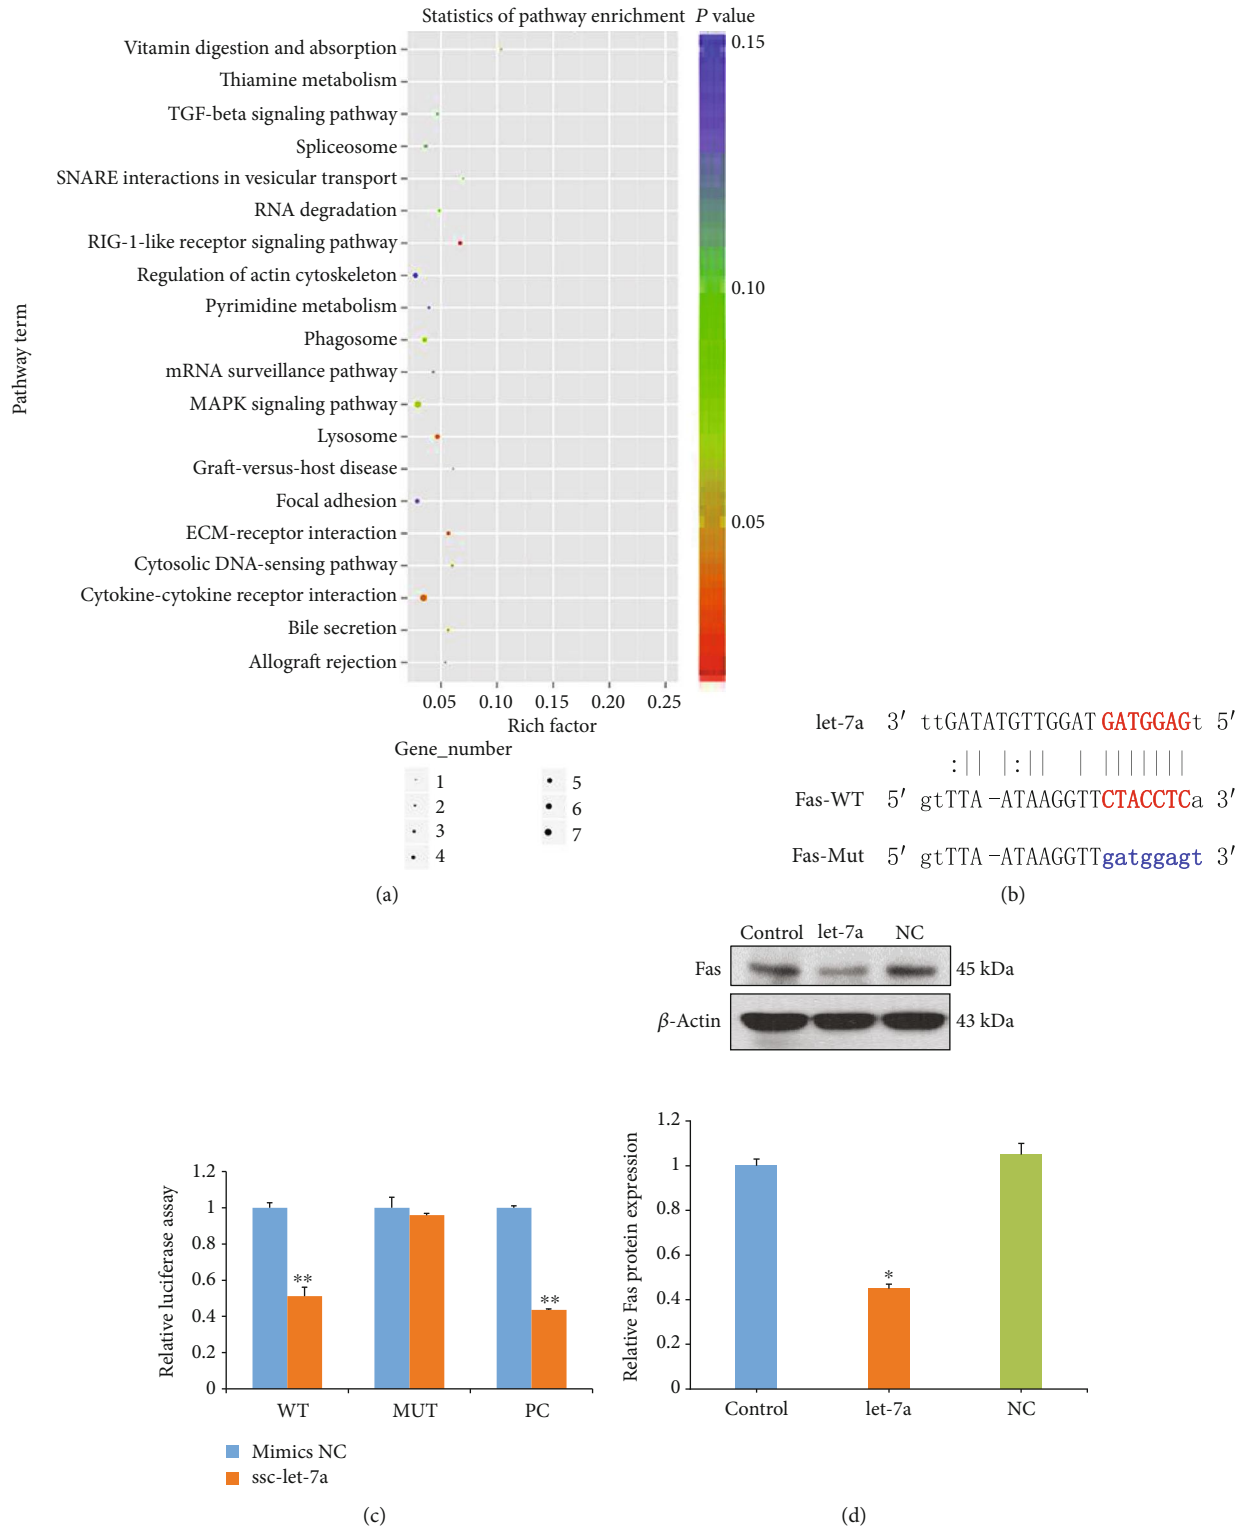 Statistics of pathway enrichment
P value
Pathway term
Vitamin digestion and absorption
Thiamine metabolism
TGF-beta signaling pathway
Spliceosome
SNARE interactions in vesicular transport
RNA degradation
RIG-1-like receptor signaling pathway
Regulation of actin cytoskeleton
Pyrimidine metabolism
Phagosome
mRNA surveillance pathway
MAPK signaling pathway
Lysosome
Graft-versus-host disease
Focal adhesion
ECM-receptor interaction
Cytosolic DNA-sensing pathway
Cytokine-cytokine receptor interaction
Bile secretion
Allograft rejection
0.15
0.10
0.05
0.05 0.10 0.15 0.20 0.25
Rich factor
Gene_number
1
2
3
4
5
6
7
(a)
let-7a 3′ ttGATATGTTGGAT GATGGAGt 5′
:|| |:|| | |||||||
Fas-WT 5′ gtTTA-ATAAGGTTCTACCTCa 3′
Fas-Mut 5′ gtTTA-ATAAGGTTgatggagt 3′
(b)
Relative luciferase assay
1.2
1
0.8
0.6
0.4
0.2
0
**
**
WT MUT PC
Mimics NC
ssc-let-7a
(c)
Control let-7a NC
Fas 45 kDa
β-Actin 43 kDa
Relative Fas protein expression
1.2
1
0.8
0.6
0.4
0.2
0
*
Control let-7a NC
(d)